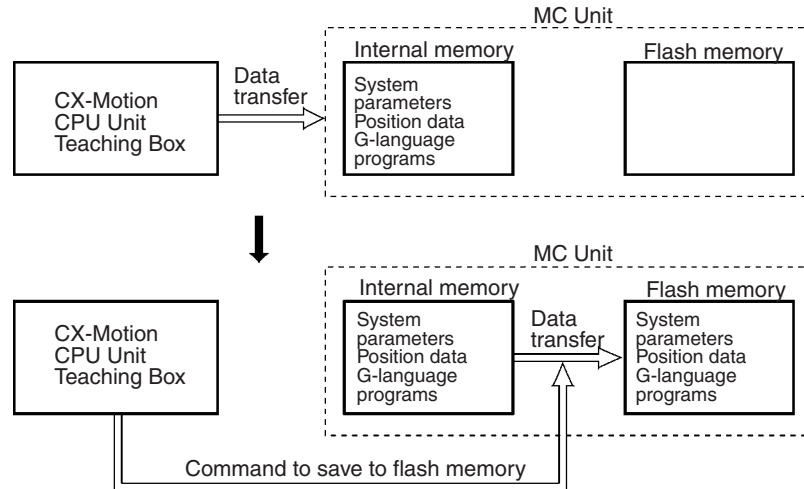 MC Unit
Internal memory
Flash memory
CX-Motion
CPU Unit
Teaching Box
Data
transfer
System
parameters
Position data
G-language
programs
MC Unit
Internal memory
Flash memory
CX-Motion
CPU Unit
Teaching Box
System
parameters
Position data
G-language
programs
Data
transfer
System
parameters
Position data
G-language
programs
Command to save to flash memory